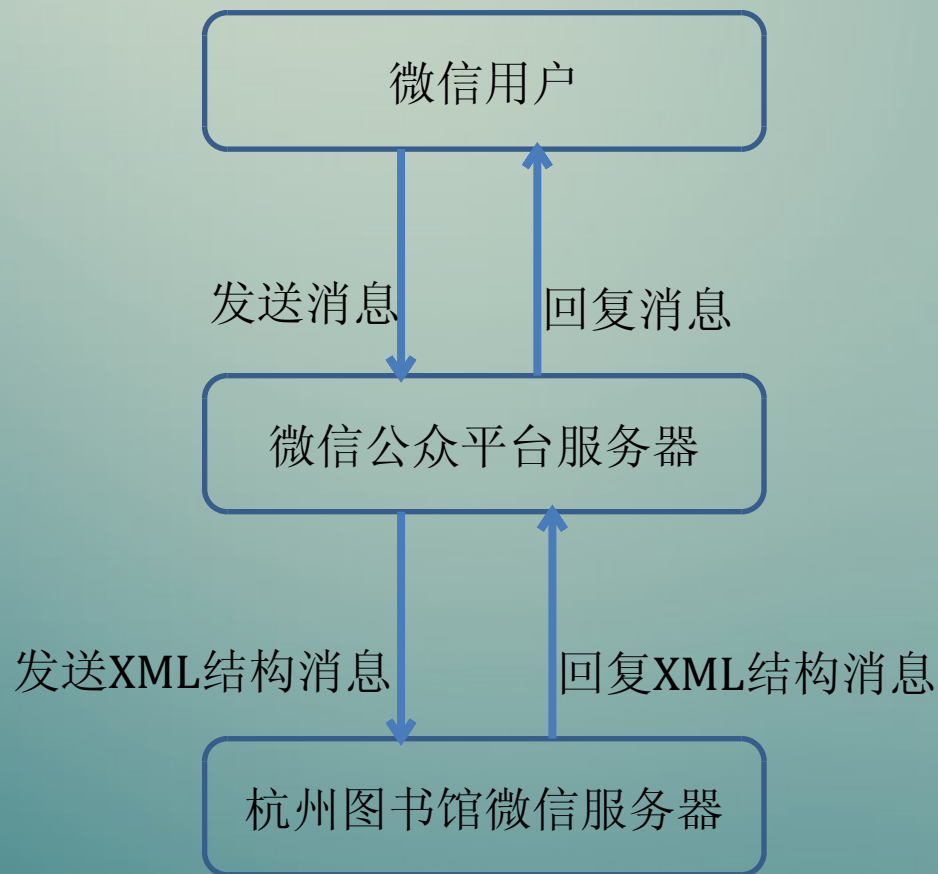 微信用户
发送消息
回复消息
微信公众平台服务器
发送XML结构消息
回复XML结构消息
杭州图书馆微信服务器